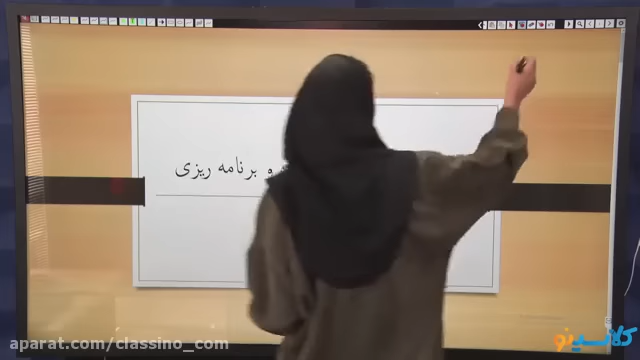 و برنامه ریزی
کلاسینو
aparat.com/classino_com